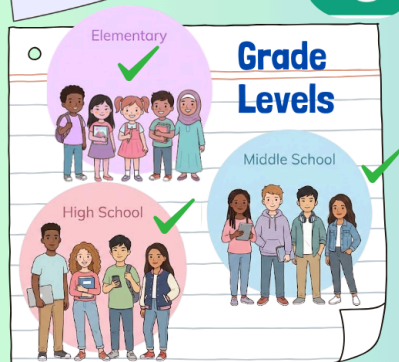 Elementary
Grade
Levels
Middle School
High School